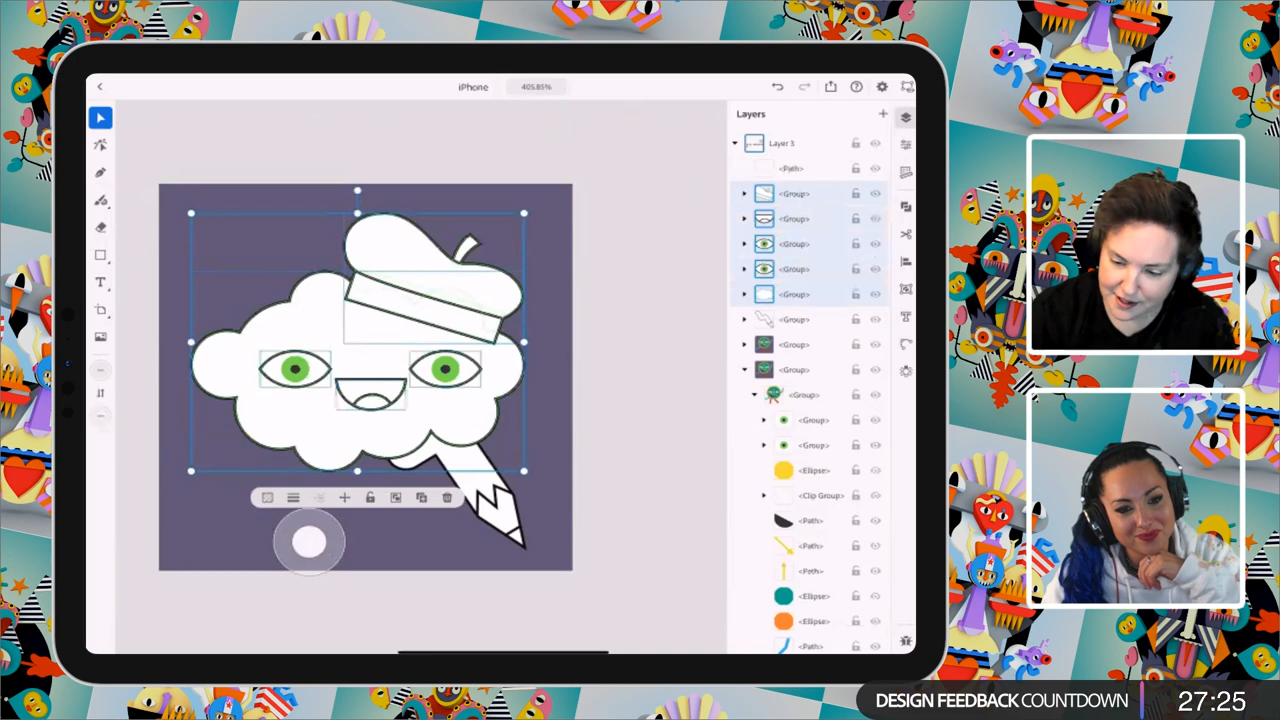 iPhone
405.85%
Layers
Layer 3
<Path>
<Group>
<Group>
<Group>
<Group>
<Group>
<Group>
<Group>
<Group>
<Group>
<Group>
<Group>
<Ellipse>
<Clip Group>
<Path>
<Path>
<Path>
<Ellipse>
<Ellipse>
<Path>
T
DESIGN FEEDBACK COUNTDOWN
27:25